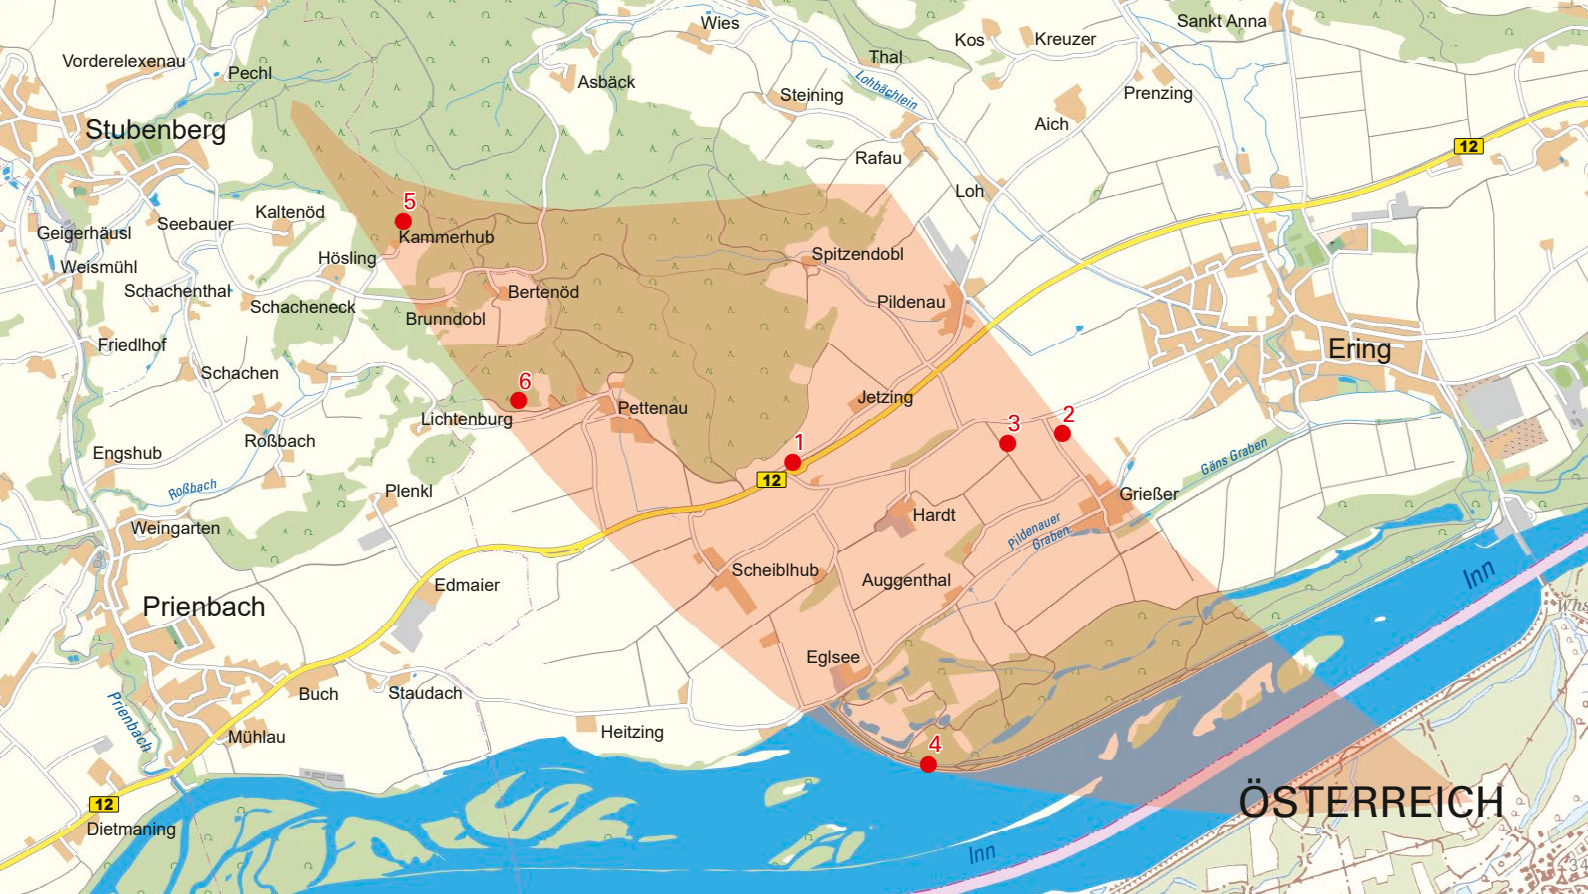 Wies
Sankt Anna
Kos
Kreuzer
Thal
Vorderelexenau
Pechl
Asbäck
Lohbächlein
Steining
Prenzing
Stubenberg
Aich
12
Rafau
Loh
5
Kaltenöd
Seebauer
Geigerhäusl
Kammerhub
Hösling
Spitzendobl
Weismühl
Schachenthal
Bertenöd
Schacheneck
Pildenau
Brunndobl
Friedlhof
Ering
Schachen
6
Jetzing
Pettenau
Lichtenburg
2
3
Roßbach
1
Engshub
Gäns Graben
12
Roßbach
Plenkl
Grießer
Hardt
Weingarten
Pildenauer
Graben
Scheiblhub
Auggenthal
Inn
Edmaier
Prienbach
Whs
Eglsee
Buch
Staudach
Prienbach
Heitzing
Mühlau
4
12
ÖSTERREICH
Dietmaning
Inn